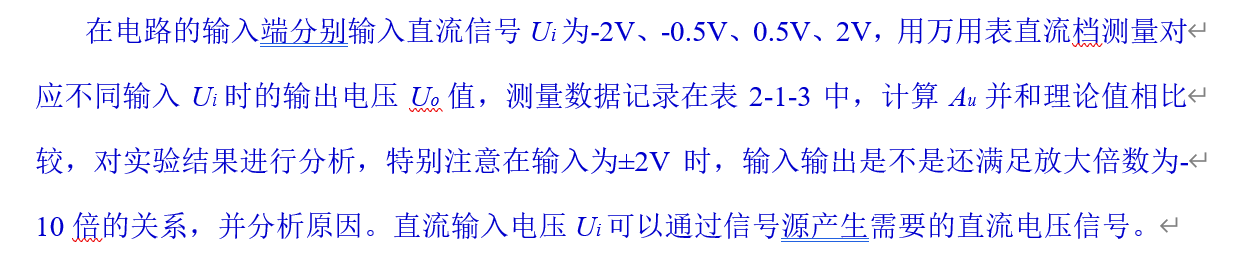 在电路的输入端分别输入直流信号 Ui 为-2V、-0.5V、0.5V、2V，用万用表直流档测量对
应不同输入 Ui 时的输出电压 Uo 值，测量数据记录在表 2-1-3 中，计算 Au 并和理论值相比
较，对实验结果进行分析，特别注意在输入为±2V 时，输入输出是不是还满足放大倍数为-
10 倍的关系，并分析原因。直流输入电压 Ui 可以通过信号源产生需要的直流电压信号。